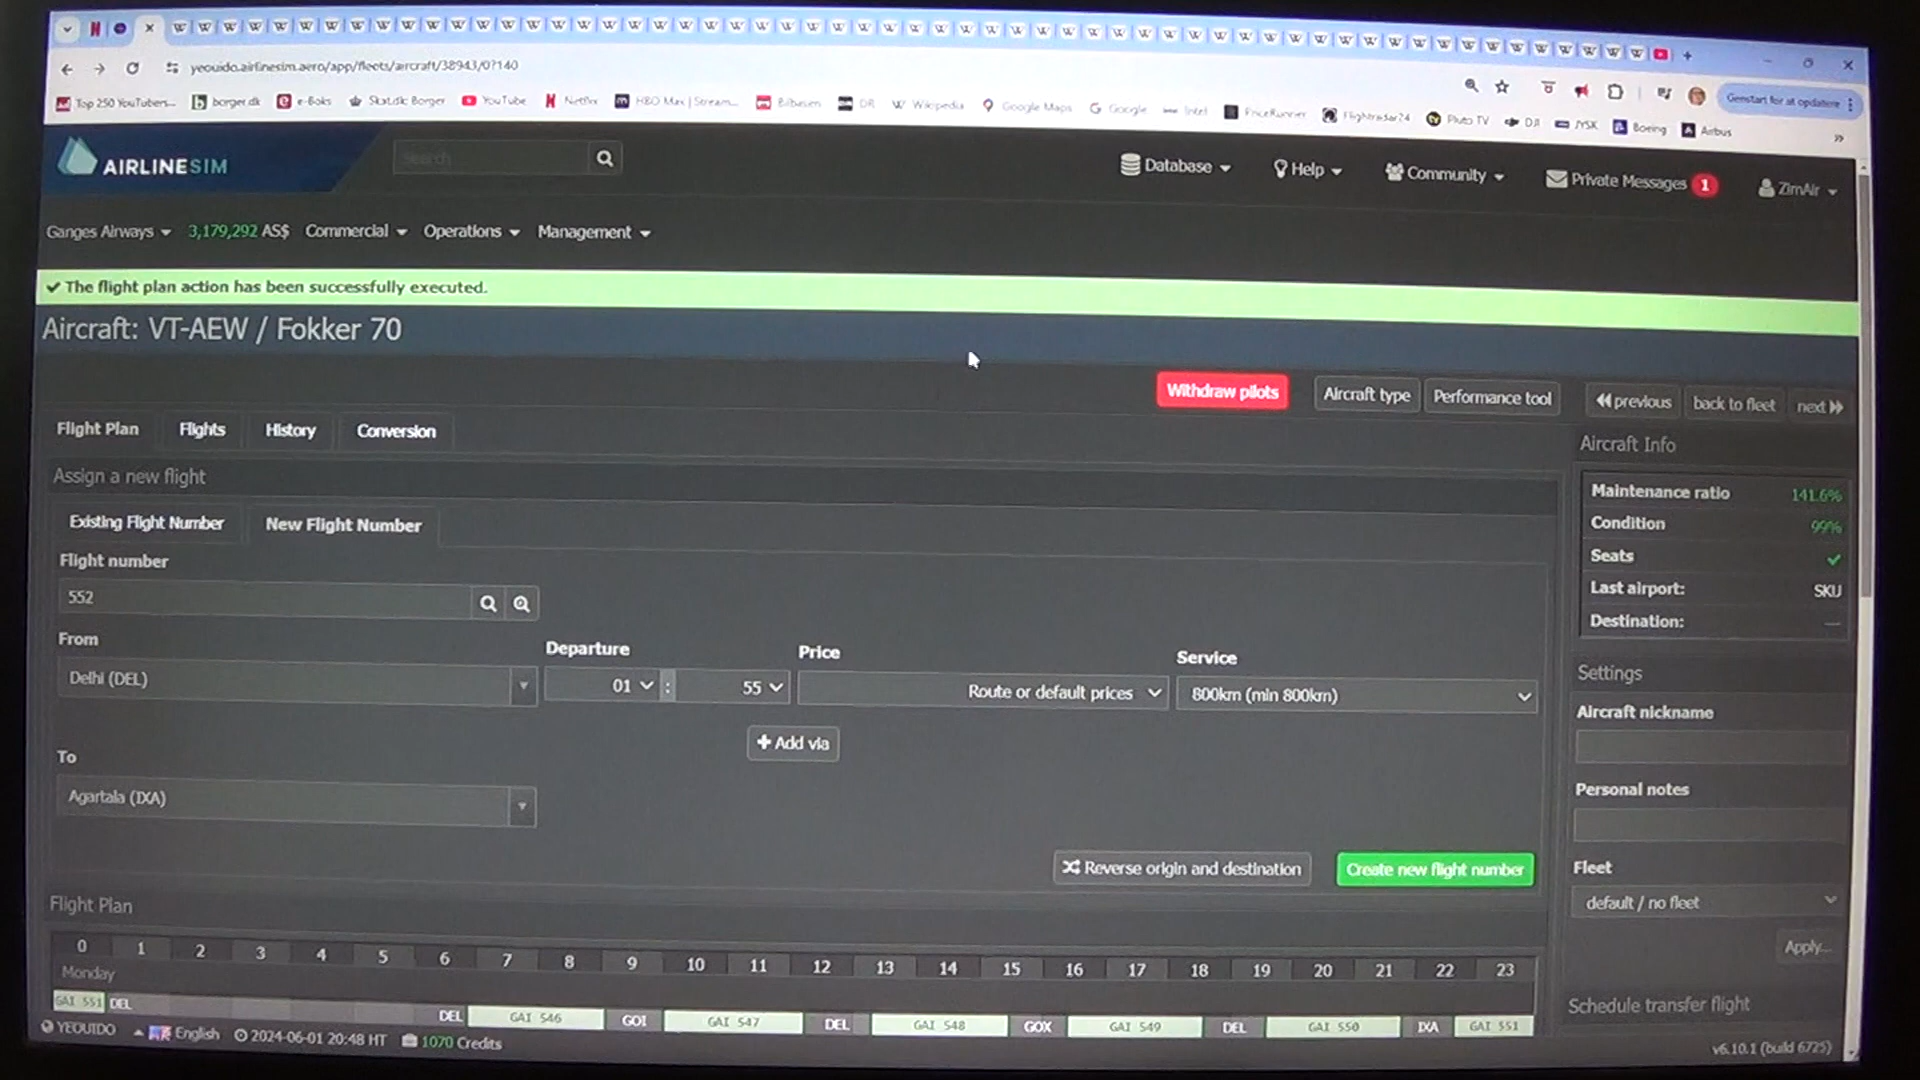 yeouido.airlinesim.aero/app/fleets/aircraft/38943/0?140
Genstart for at opdatere
Top 250 YouTubers... borger.dk e-Boks Skat.dk: Borger YouTube Netflix HBO Max | Stream... Bilbasen DR Wikipedia Google Maps Google Intel PriceRunner Flightradar24 Pluto TV DJI JYSK Boeing Airbus
AIRLINESIM
Search
Database Help Community Private Messages 1 ZimAir
Ganges Airways 3,179,292 AS$ Commercial Operations Management
The flight plan action has been successfully executed.
Aircraft: VT-AEW / Fokker 70
Withdraw pilots Aircraft type Performance tool previous back to fleet next
Flight Plan Flights History Conversion
Aircraft Info
Assign a new flight
Maintenance ratio 141.6%
Existing Flight Number New Flight Number
Condition 99%
Flight number
Seats
552
Last airport: SKU
Destination: —
From
Departure
Price
Service
Delhi (DEL)
01 : 55
Route or default prices
800km (min 800km)
Settings
Aircraft nickname
Add via
To
Personal notes
Agartala (IXA)
Reverse origin and destination Create new flight number
Fleet
default / no fleet
Flight Plan
Apply...
0 1 2 3 4 5 6 7 8 9 10 11 12 13 14 15 16 17 18 19 20 21 22 23
Monday
Schedule transfer flight
GAI 551 DEL DEL GAI 546 GOI GAI 547 DEL GAI 548 GOX GAI 549 DEL GAI 550 IXA GAI 551
YEOUIDO English 2024-06-01 20:48 HT 1070 Credits
v6.10.1 (build 6725)